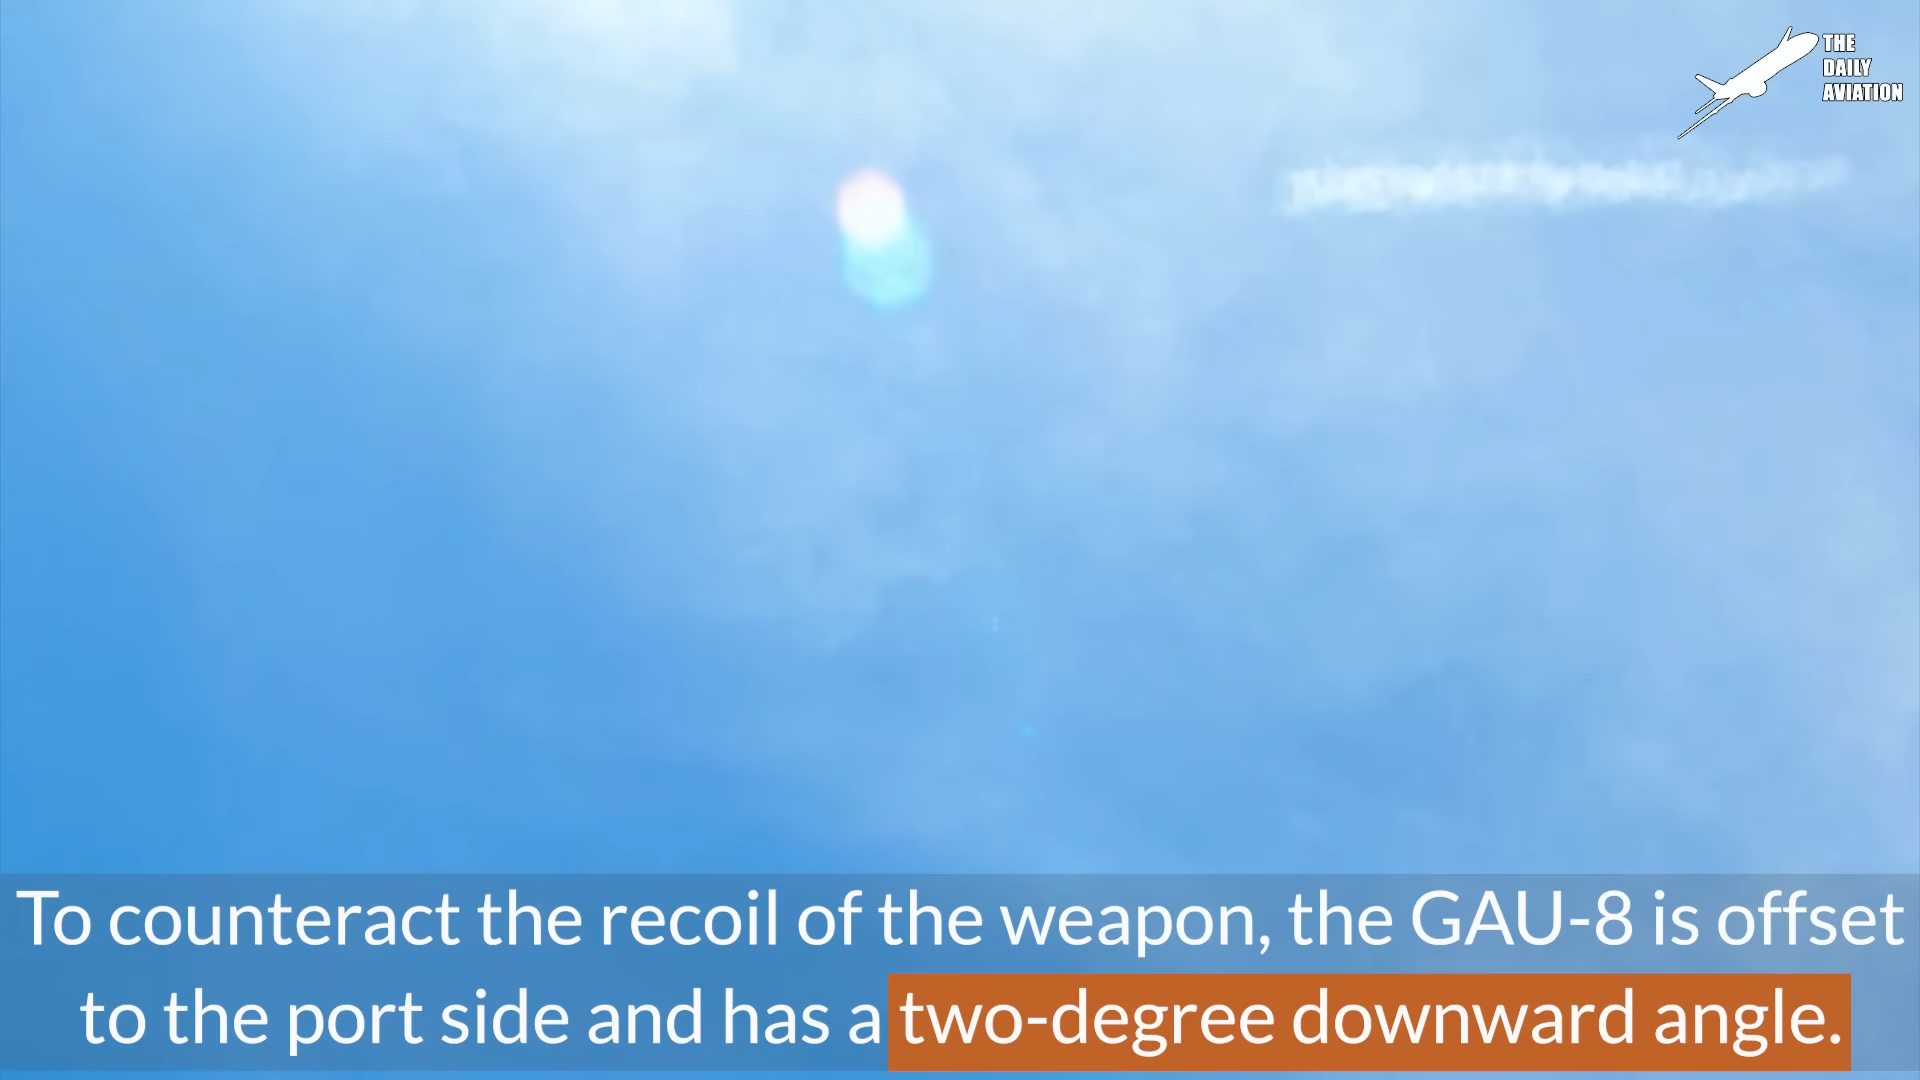 THE
DAILY
AVIATION
To counteract the recoil of the weapon, the GAU-8 is offset
to the port side and has a two-degree downward angle.